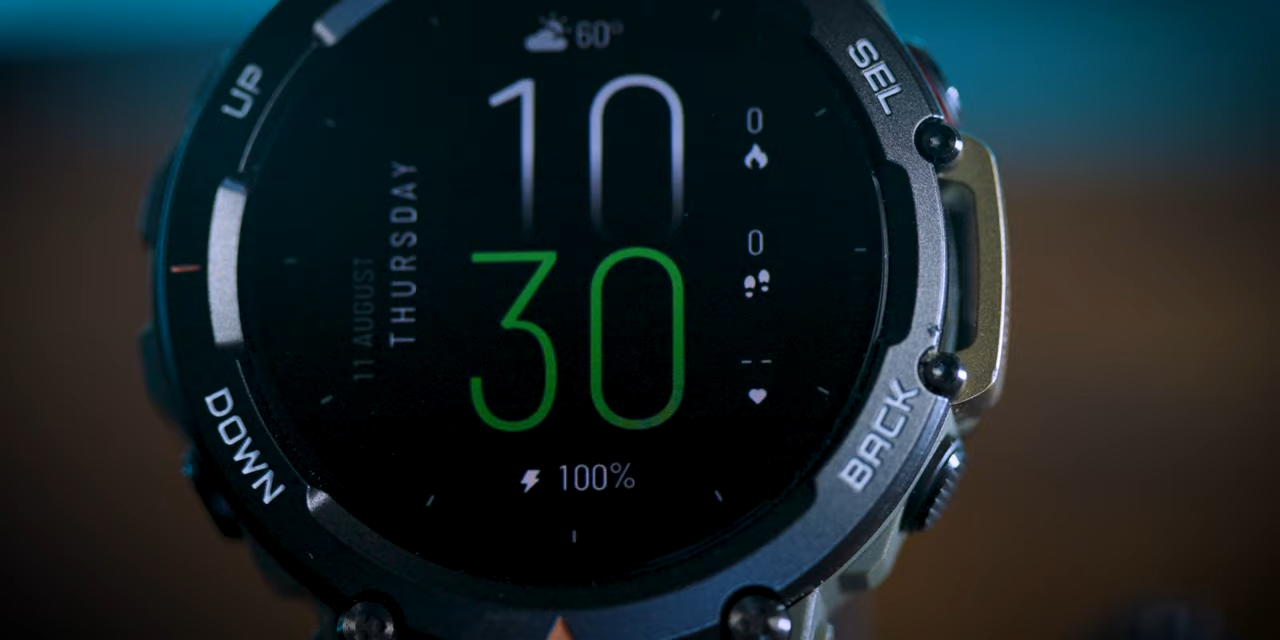 60°
UP
SEL
10
0
11 AUGUST
THURSDAY
30
0
--
DOWN
BACK
100%